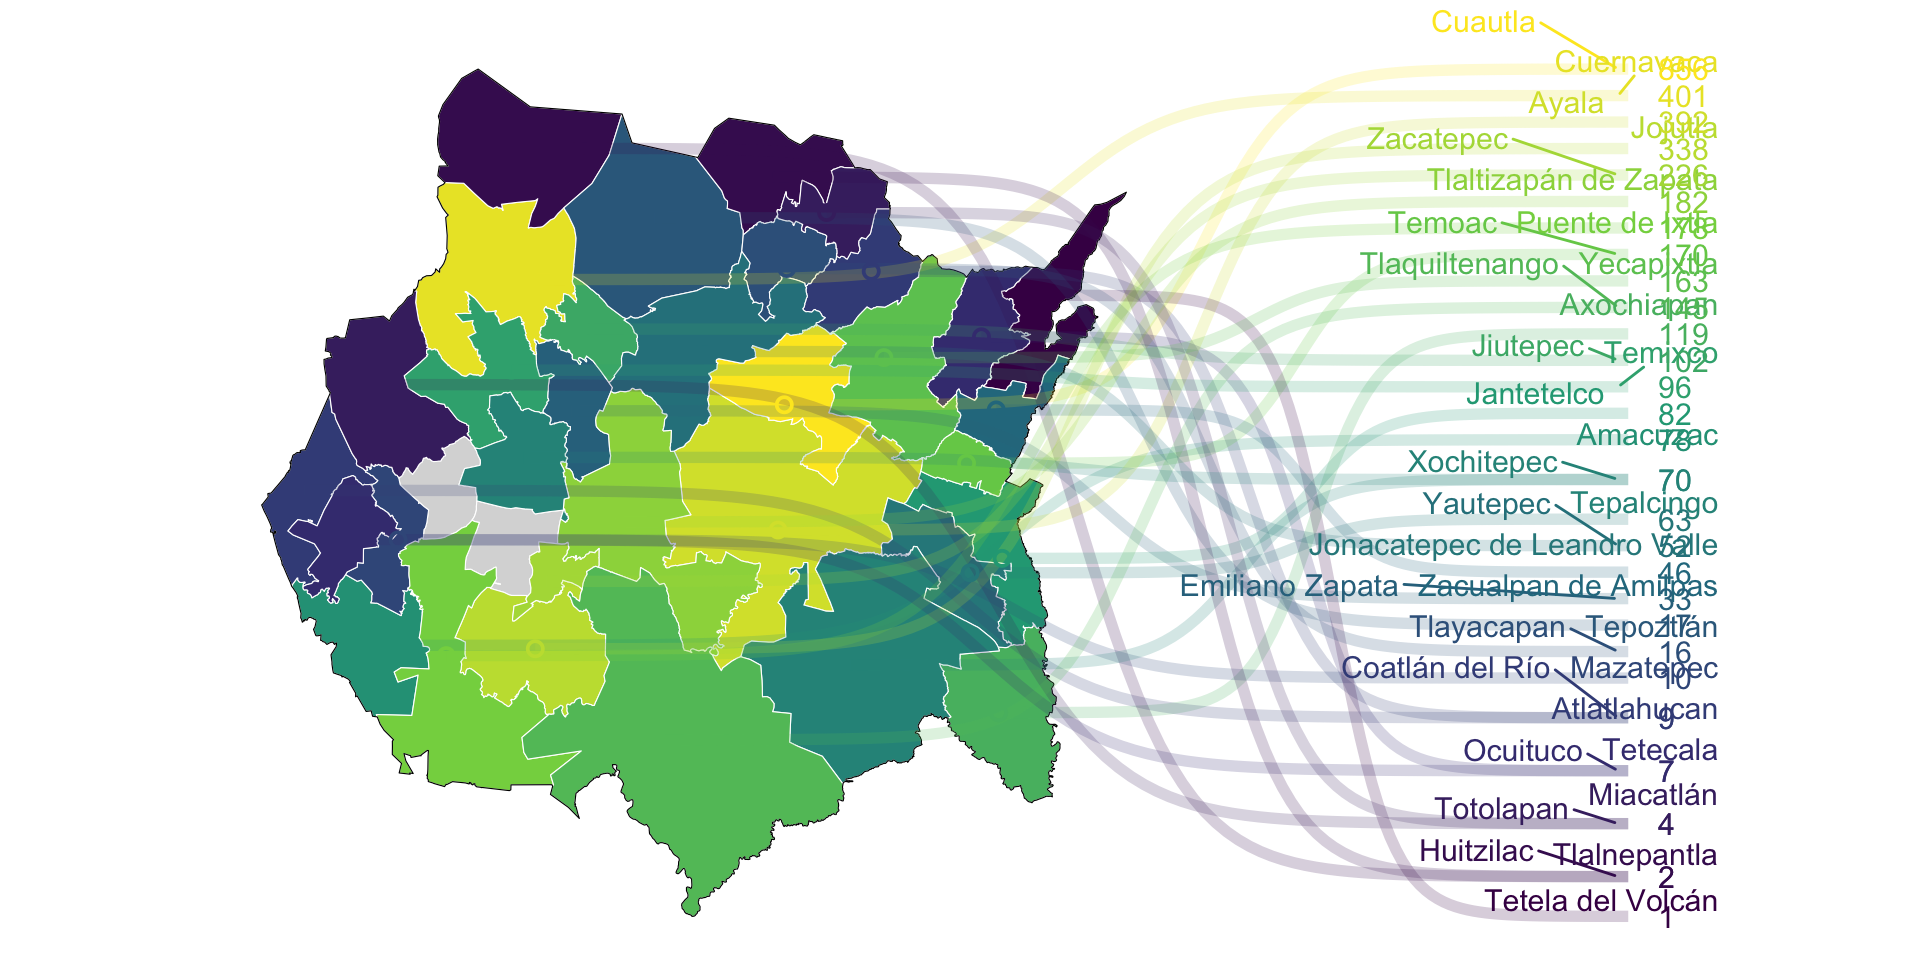 Cuautla
Cuernavaca
856
401
Ayala
392
Jojutla
Zacatepec
338
226
Tlaltizapán de Zapata
182
Temoac
Puente de Ixtla
178
170
Tlaquiltenango
Yecapixtla
163
Axochiapan
145
119
Jiutepec
Temixco
102
96
Jantetelco
82
Amacuzac
78
Xochitepec
70
Yautepec
Tepalcingo
63
Jonacatepec de Leandro Valle
52
46
Emiliano Zapata
Zacualpan de Amilpas
33
Tlayacapan
Tepoztlán
17
16
Coatlán del Río
Mazatepec
10
Atlatlahucan
9
Ocuituco
Tetecala
7
Miacatlán
Totolapan
4
Huitzilac
Tlalnepantla
2
Tetela del Volcán
1